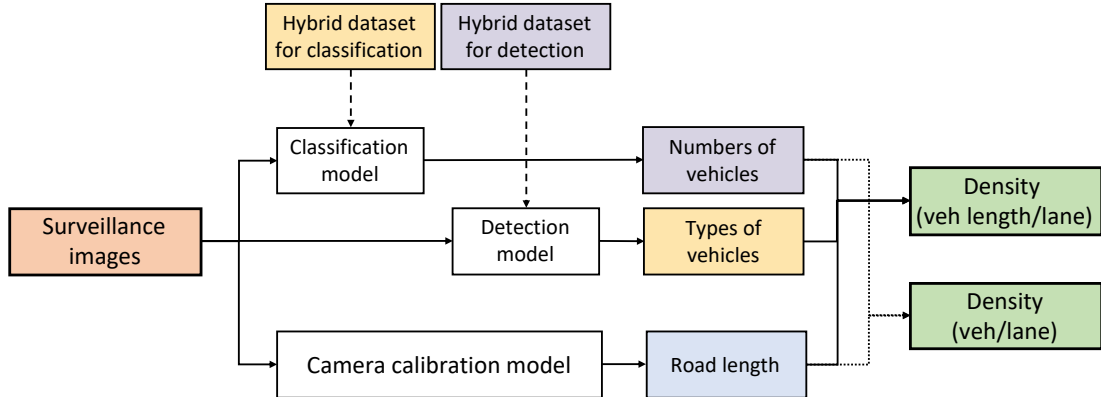 Hybrid dataset
for classification
Hybrid dataset
for detection
Classification
model
Numbers of
vehicles
Surveillance
images
Detection
model
Types of
vehicles
Density
(veh length/lane)
Density
(veh/lane)
Camera calibration model
Road length